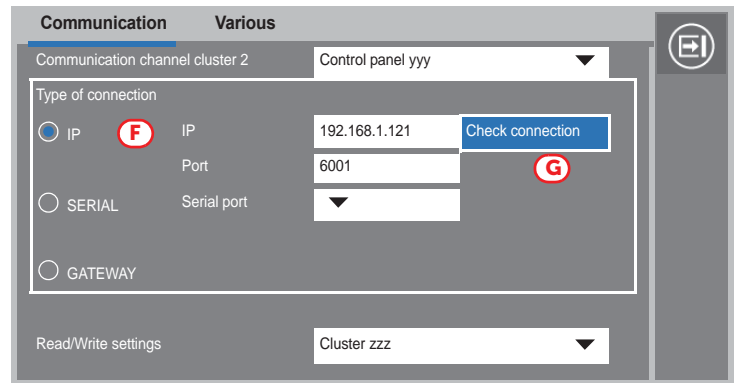 Communication Various
Communication channel cluster 2 Control panel yyy
Type of connection
IP F IP 192.168.1.121 Check connection
Port 6001 G
SERIAL Serial port
GATEWAY
Read/Write settings Cluster zzz